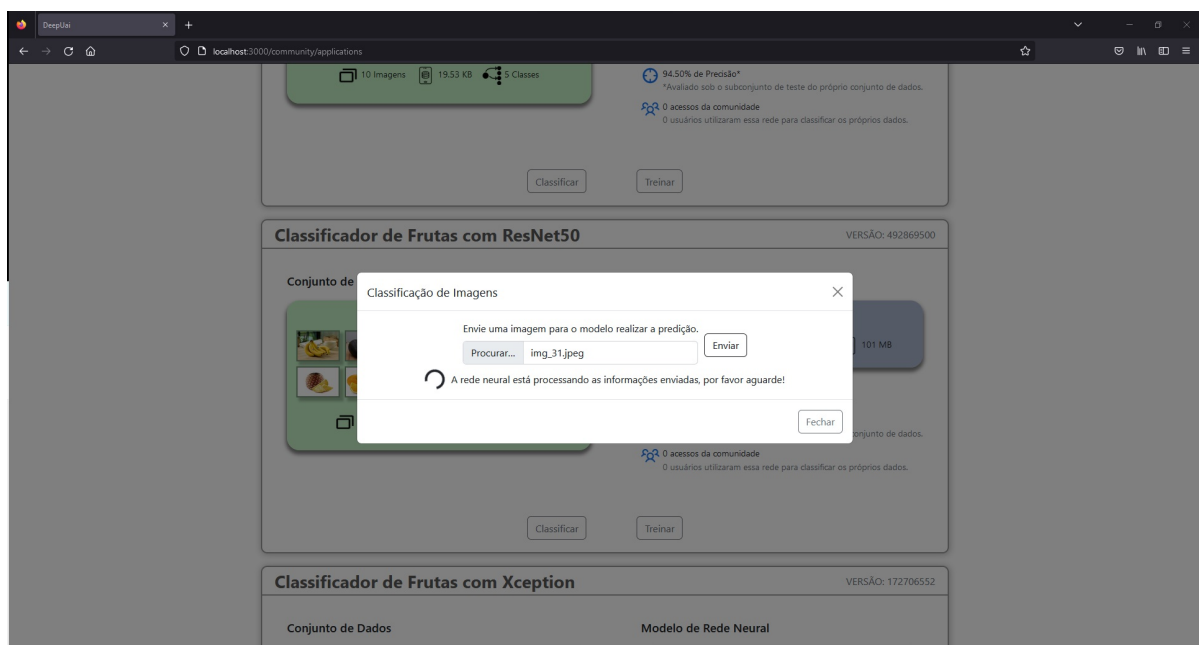 DeepUai
localhost:3000/community/applications
10 Imagens 19.53 KB 5 Classes
94.50% de Precisão*
*Avaliado sob o subconjunto de teste do próprio conjunto de dados.
0 acessos da comunidade
0 usuários utilizaram essa rede para classificar os próprios dados.
Classificar
Treinar
Classificador de Frutas com ResNet50
VERSÃO: 492869500
Conjunto de
101 MB
Classificação de Imagens
Envie uma imagem para o modelo realizar a predição.
Procurar... img_31.jpeg
Enviar
A rede neural está processando as informações enviadas, por favor aguarde!
Fechar
conjunto de dados.
0 acessos da comunidade
0 usuários utilizaram essa rede para classificar os próprios dados.
Classificar
Treinar
Classificador de Frutas com Xception
VERSÃO: 172706552
Conjunto de Dados
Modelo de Rede Neural